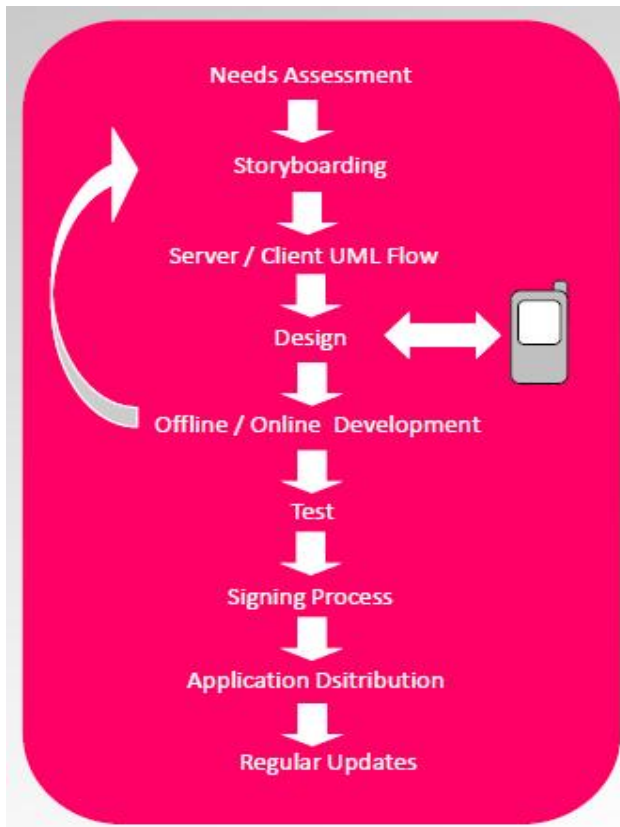 Needs Assessment
Storyboarding
Server / Client UML Flow
Design
Offline / Online Development
Test
Signing Process
Application Dsitribution
Regular Updates